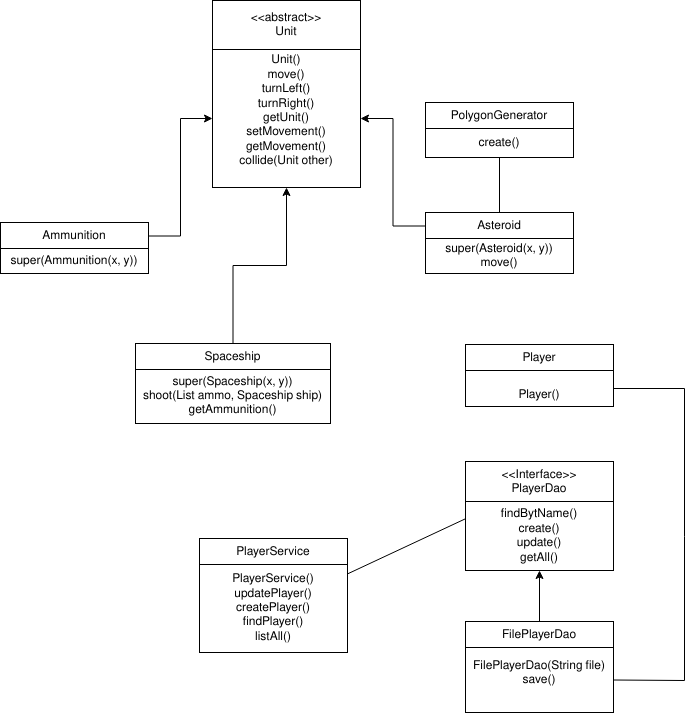 <<abstract>>
Unit
Unit()
move()
turnLeft()
turnRight()
getUnit()
setMovement()
getMovement()
collide(Unit other)
PolygonGenerator
create()
Ammunition
super(Ammunition(x, y))
Asteroid
super(Asteroid(x, y))
move()
Spaceship
super(Spaceship(x, y))
shoot(List ammo, Spaceship ship)
getAmmunition()
Player
Player()
<<Interface>>
PlayerDao
findBytName()
create()
update()
getAll()
PlayerService
PlayerService()
updatePlayer()
createPlayer()
findPlayer()
listAll()
FilePlayerDao
FilePlayerDao(String file)
save()